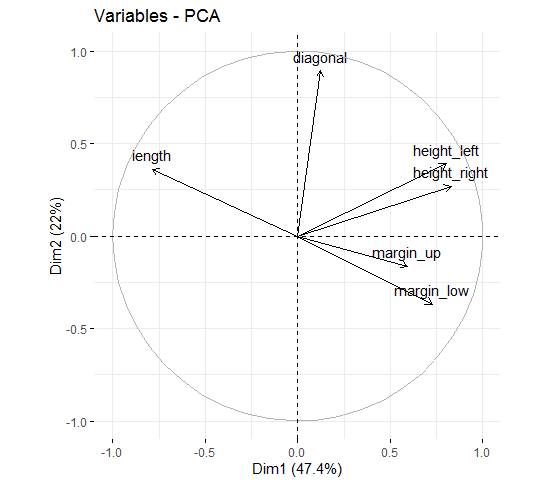 Variables - PCA
1.0
diagonal
0.5
height_left
length
height_right
Dim2 (22%)
0.0
margin_up
margin_low
-0.5
-1.0
-1.0 -0.5 0.0 0.5 1.0
Dim1 (47.4%)